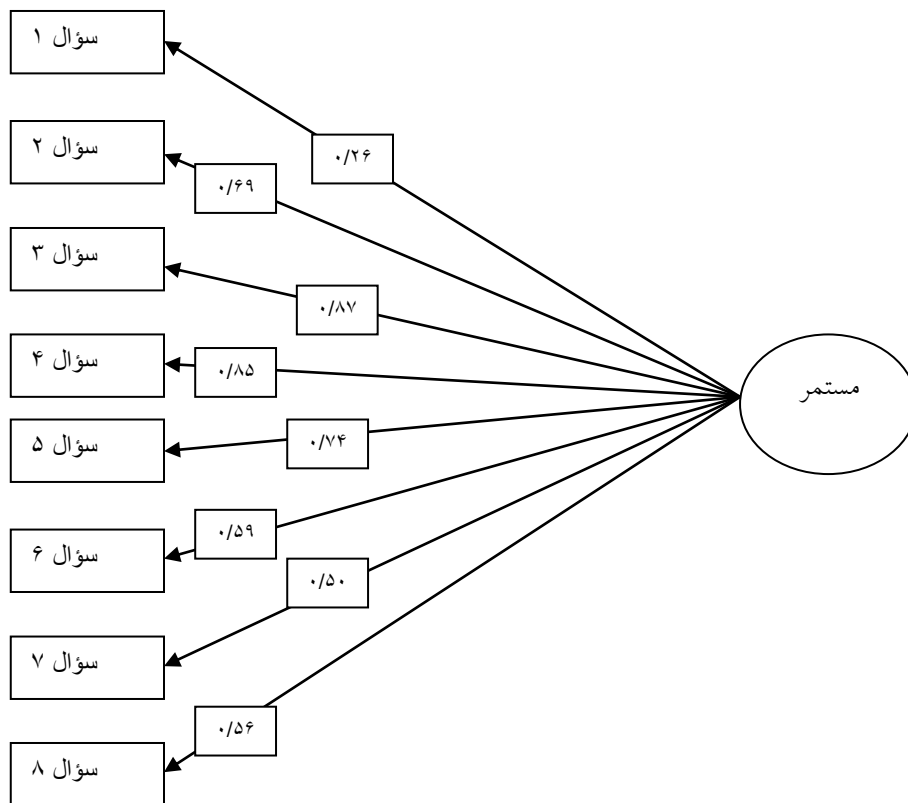 سؤال ۱
۰/۲۶
سؤال ۲
۰/۶۹
سؤال ۳
۰/۸۷
سؤال ۴
۰/۸۵
مستمر
سؤال ۵
۰/۷۴
سؤال ۶
۰/۵۹
سؤال ۷
۰/۵۰
سؤال ۸
۰/۵۶